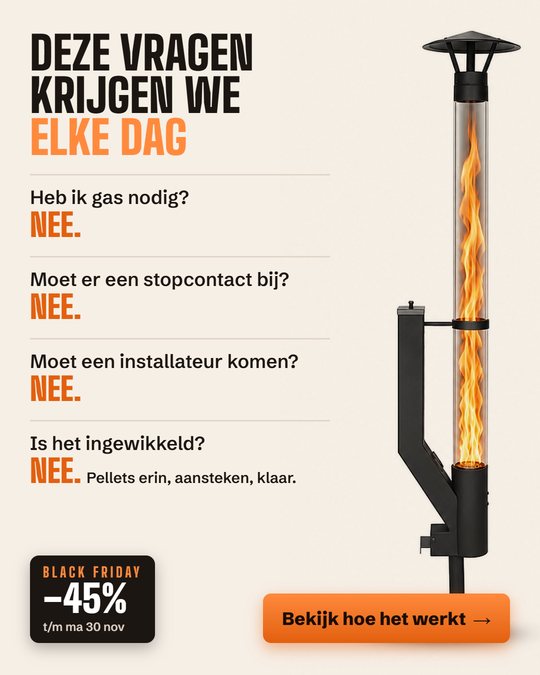 DEZE VRAGEN
KRIJGEN WE
ELKE DAG
Heb ik gas nodig?
NEE.
Moet er een stopcontact bij?
NEE.
Moet een installateur komen?
NEE.
Is het ingewikkeld?
NEE. Pellets erin, aansteken, klaar.
BLACK FRIDAY
–45%
t/m ma 30 nov
Bekijk hoe het werkt →